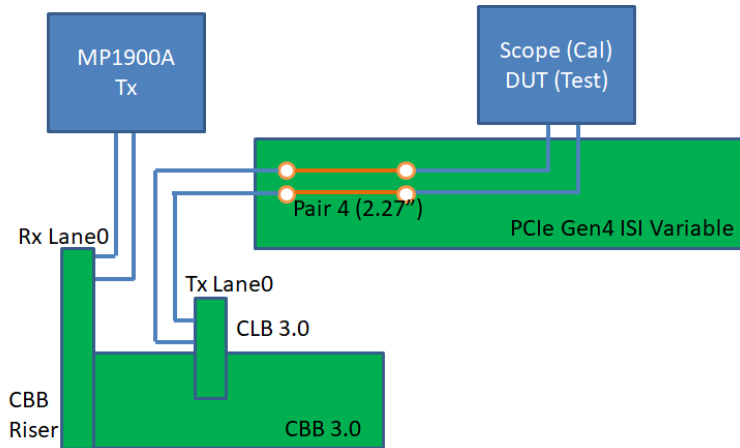 MP1900A
Tx
Scope (Cal)
DUT (Test)
Pair 4 (2.27”)
PCIe Gen4 ISI Variable
Rx Lane0
Tx Lane0
CLB 3.0
CBB
Riser
CBB 3.0